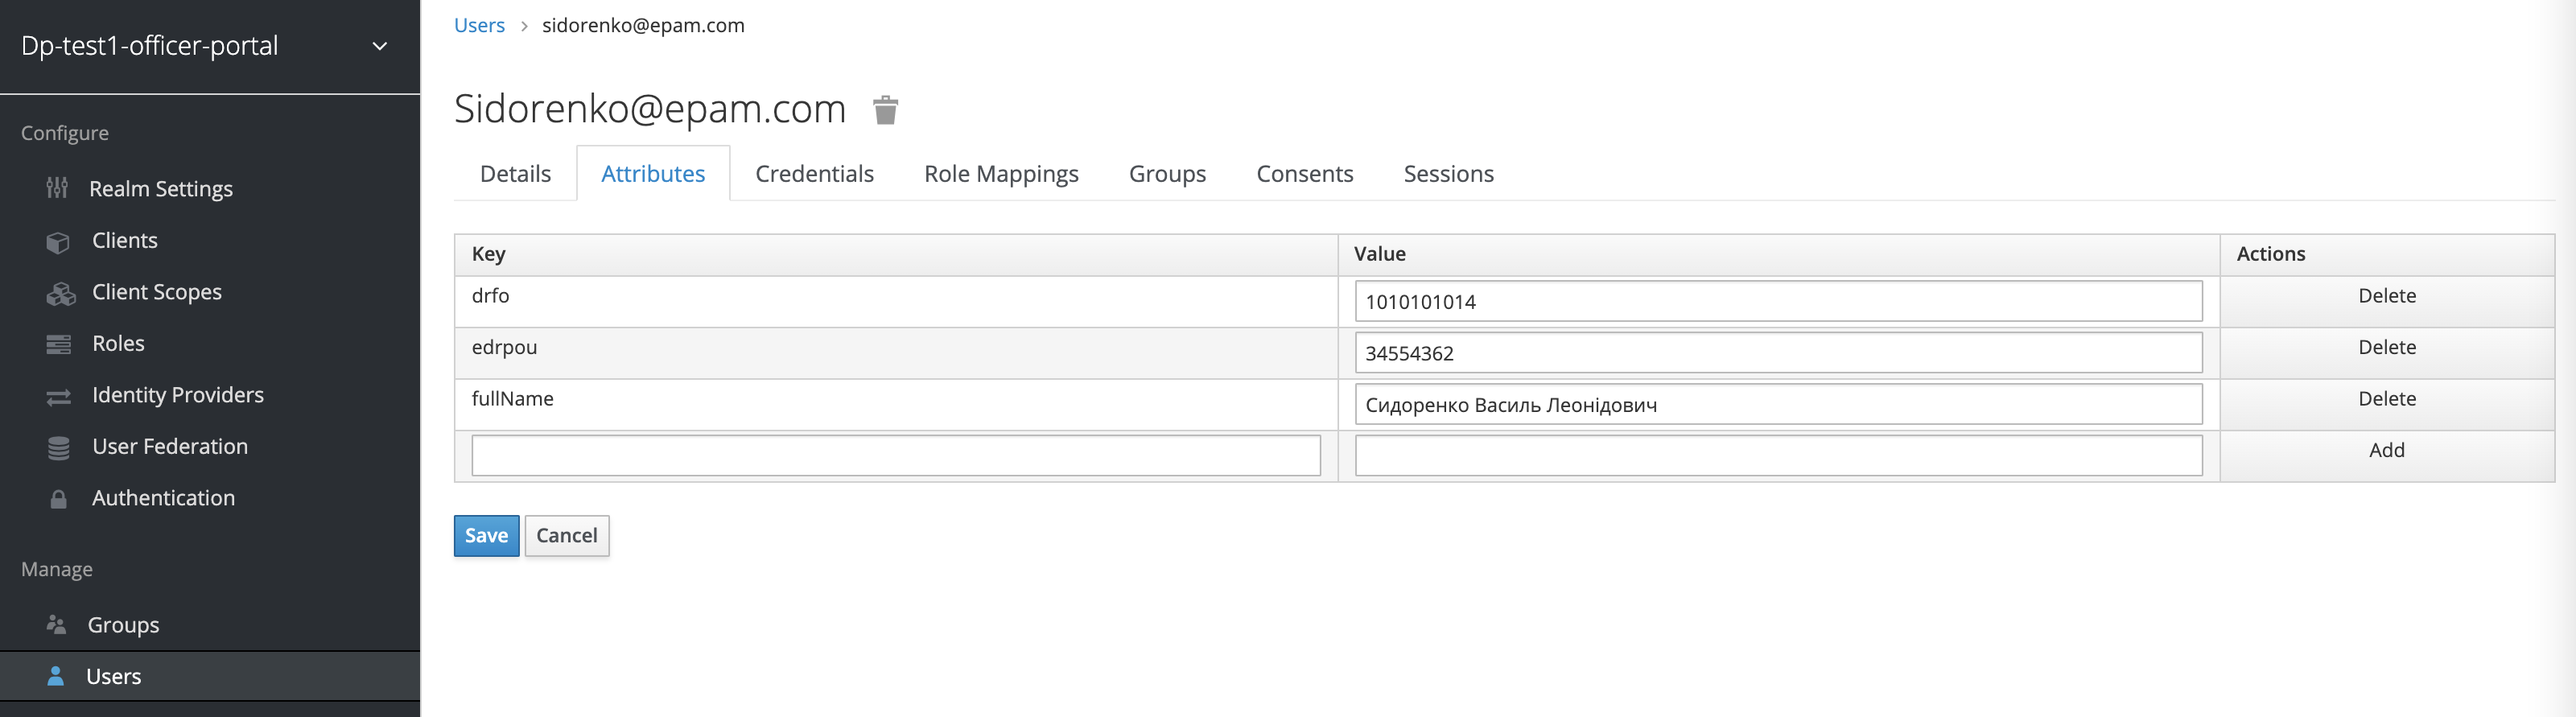 Dp-test1-officer-portal
Configure
Realm Settings
Clients
Client Scopes
Roles
Identity Providers
User Federation
Authentication
Manage
Groups
Users
Users > sidorenko@epam.com
Sidorenko@epam.com
Details Attributes Credentials Role Mappings Groups Consents Sessions
Key Value Actions
drfo 1010101014 Delete
edrpou 34554362 Delete
fullName Сидоренко Василь Леонідович Delete
Add
Save Cancel